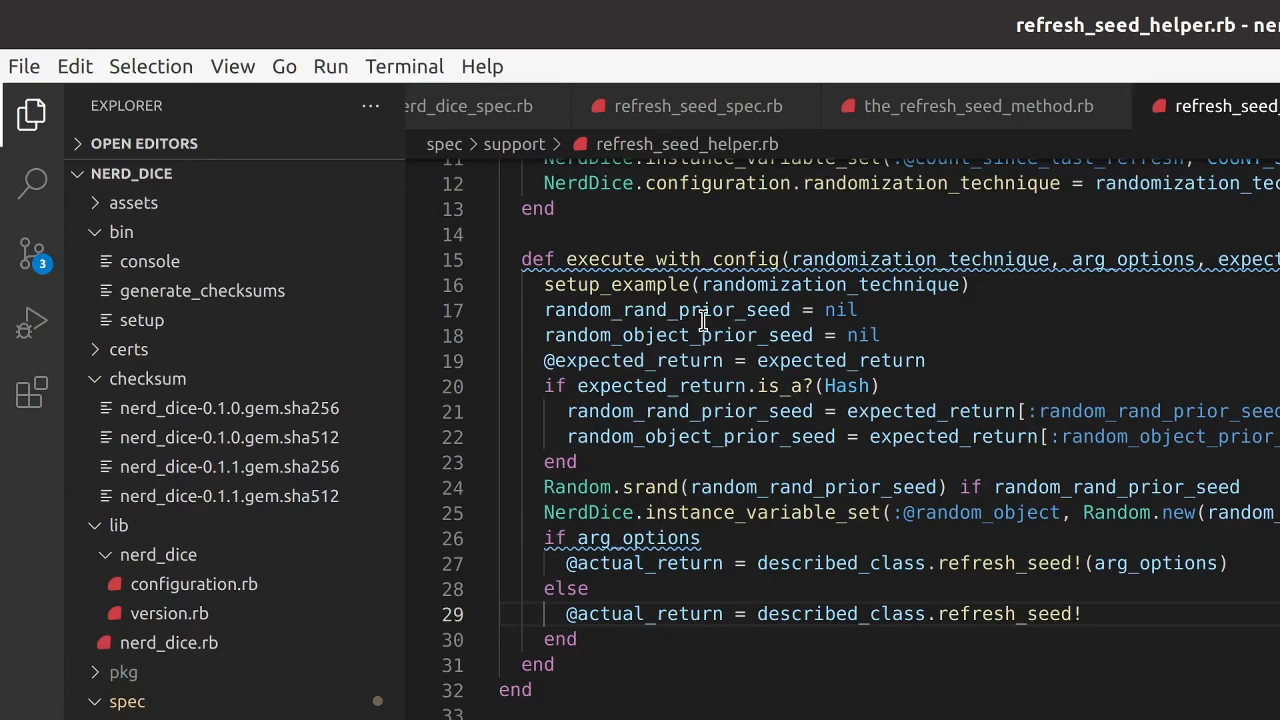 refresh_seed_helper.rb - ne
File Edit Selection View Go Run Terminal Help
EXPLORER ...
erd_dice_spec.rb refresh_seed_spec.rb the_refresh_seed_method.rb refresh_seed_
OPEN EDITORS
spec > support > refresh_seed_helper.rb
NERD_DICE
assets
bin
console
generate_checksums
setup
certs
checksum
nerd_dice-0.1.0.gem.sha256
nerd_dice-0.1.0.gem.sha512
nerd_dice-0.1.1.gem.sha256
nerd_dice-0.1.1.gem.sha512
lib
nerd_dice
configuration.rb
version.rb
nerd_dice.rb
pkg
spec
3
11 NerdDice.instance_variable_set(:@count_since_last_refresh, COUNT_
12 NerdDice.configuration.randomization_technique = randomization_tec
13 end
14
15 def execute_with_config(randomization_technique, arg_options, expect
16 setup_example(randomization_technique)
17 random_rand_prior_seed = nil
18 random_object_prior_seed = nil
19 @expected_return = expected_return
20 if expected_return.is_a?(Hash)
21 random_rand_prior_seed = expected_return[:random_rand_prior_seed
22 random_object_prior_seed = expected_return[:random_object_prior_
23 end
24 Random.srand(random_rand_prior_seed) if random_rand_prior_seed
25 NerdDice.instance_variable_set(:@random_object, Random.new(random_
26 if arg_options
27 @actual_return = described_class.refresh_seed!(arg_options)
28 else
29 @actual_return = described_class.refresh_seed!
30 end
31 end
32 end
33